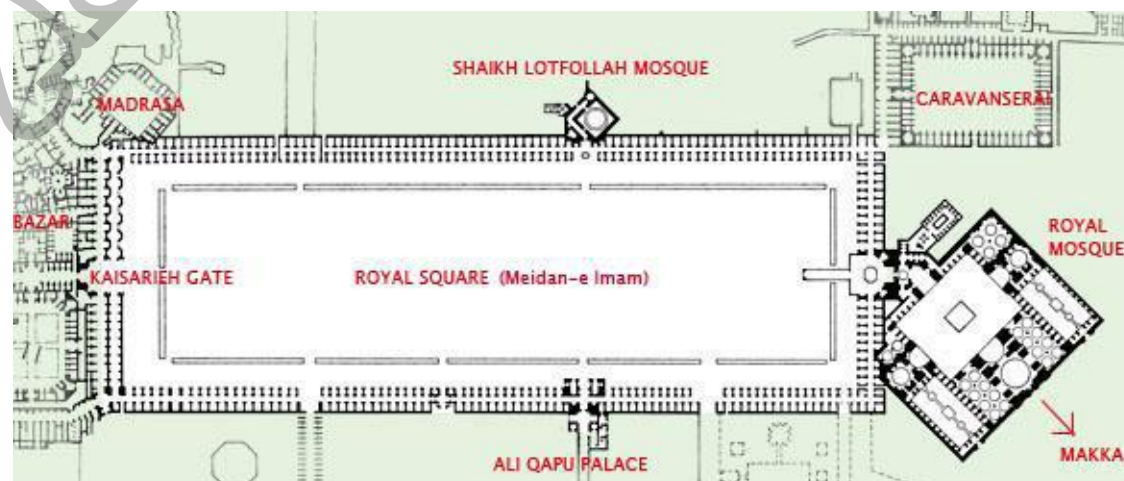 SHAIKH LOTFOLLAH MOSQUE
MADRASA
CARAVANSERAI
BAZAR
ROYAL
MOSQUE
KAISARIEH GATE
ROYAL SQUARE (Meidan-e Imam)
ALI QAPU PALACE
MAKKA